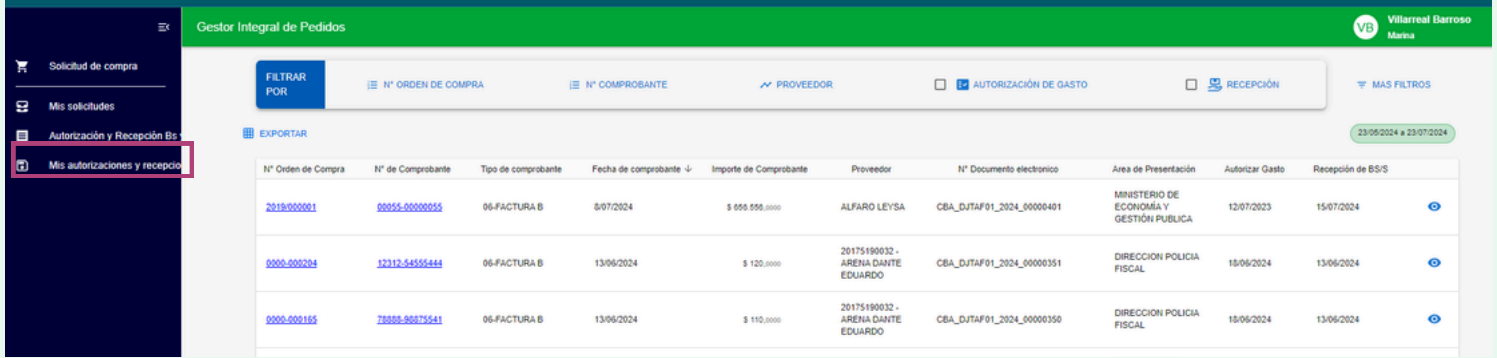 Gestor Integral de Pedidos
VB
Villarreal Barroso
Marina
Solicitud de compra
Mis solicitudes
Autorización y Recepción Bs y
Mis autorizaciones y recepcio
FILTRAR
POR
N° ORDEN DE COMPRA
N° COMPROBANTE
PROVEEDOR
AUTORIZACIÓN DE GASTO
RECEPCIÓN
MAS FILTROS
EXPORTAR
23/05/2024 a 23/07/2024
N° Orden de Compra N° de Comprobante Tipo de comprobante Fecha de comprobante Importe de Comprobante Proveedor N° Documento electronico Area de Presentación Autorizar Gasto Recepción de BS/S
2019/000001 00055-00000055 06-FACTURA B 8/07/2024 $ 656.556,0000 ALFARO LEYSA CBA_DJTAF01_2024_00000401
MINISTERIO DE
ECONOMÍA Y
GESTIÓN PUBLICA
12/07/2023 15/07/2024
0000-000204 12312-54555444 06-FACTURA B 13/06/2024 $ 120,0000
20175190032 -
ARENA DANTE
EDUARDO
CBA_DJTAF01_2024_00000351
DIRECCION POLICIA
FISCAL
18/06/2024 13/06/2024
0000-000165 78888-98875541 06-FACTURA B 13/06/2024 $ 110,0000
20175190032 -
ARENA DANTE
EDUARDO
CBA_DJTAF01_2024_00000350
DIRECCION POLICIA
FISCAL
18/06/2024 13/06/2024